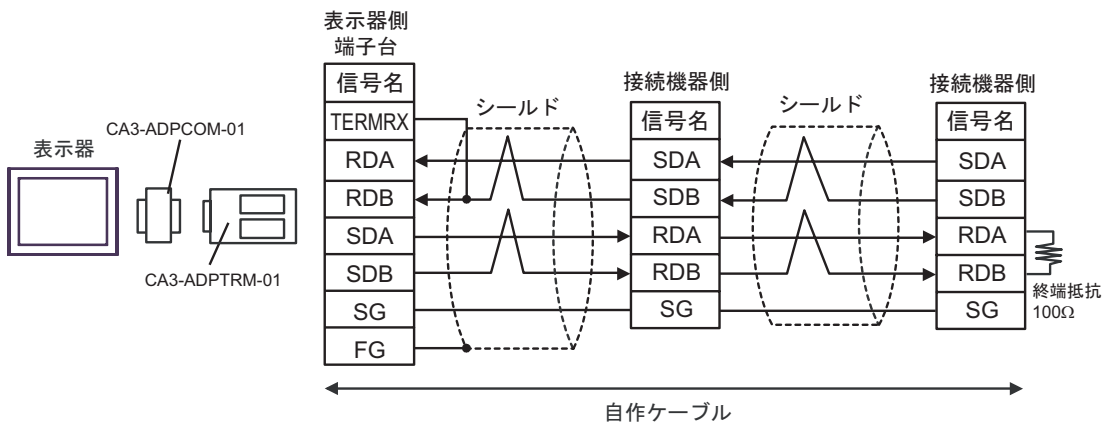 表示器側
端子台
信号名
TERMRX
RDA
RDB
SDA
SDB
SG
FG
表示器
CA3-ADPCOM-01
CA3-ADPTRM-01
シールド
接続機器側
信号名
SDA
SDB
RDA
RDB
SG
シールド
接続機器側
信号名
SDA
SDB
RDA
RDB
SG
終端抵抗
100Ω
自作ケーブル